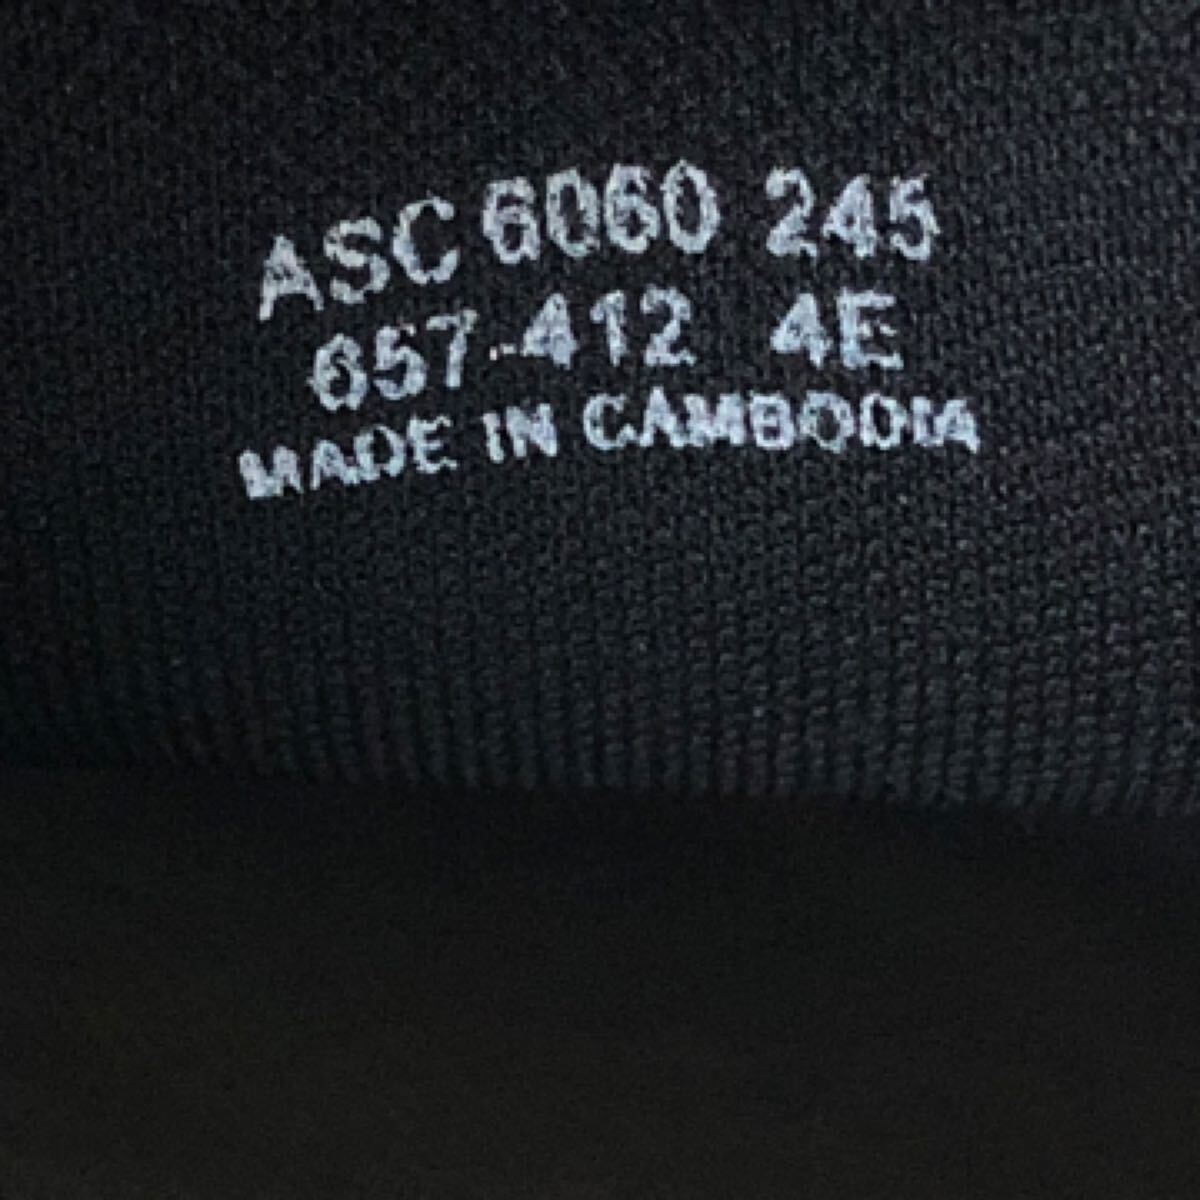 ASC 6060 245
657-412 4E
MADE IN CAMBODIA